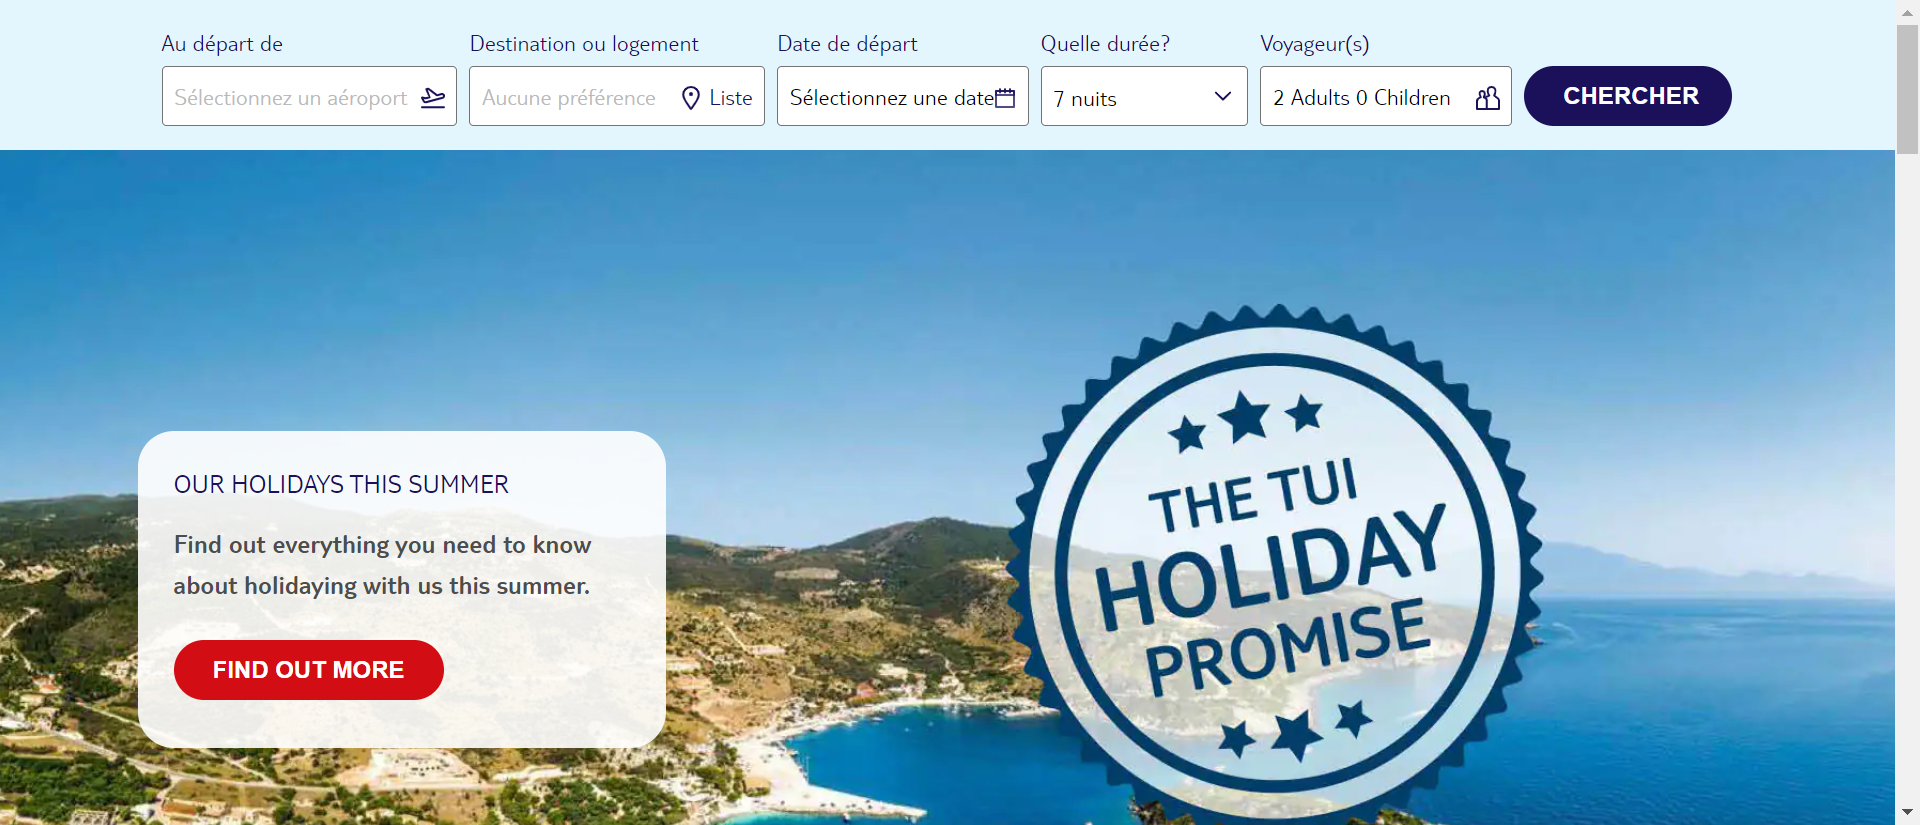 Au départ de
Destination ou logement
Date de départ
Quelle durée?
Voyageur(s)
Sélectionnez un aéroport
Aucune préférence
Liste
Sélectionnez une date
7 nuits
2 Adults 0 Children
CHERCHER
OUR HOLIDAYS THIS SUMMER
Find out everything you need to know
about holidaying with us this summer.
FIND OUT MORE
THE TUI
HOLIDAY
PROMISE